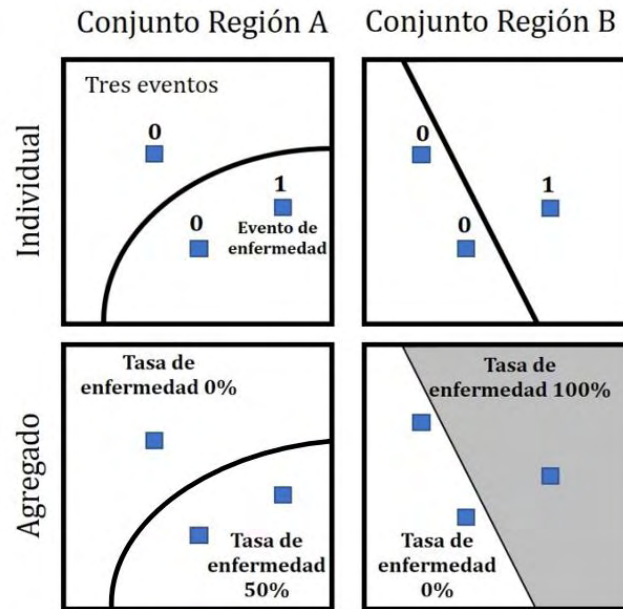 Conjunto Región A
Conjunto Región B
Individual
Tres eventos
0
1
0
Evento de
enfermedad
0
1
0
Agregado
Tasa de
enfermedad 0%
Tasa de
enfermedad
50%
Tasa de
enfermedad 100%
Tasa de
enfermedad
0%